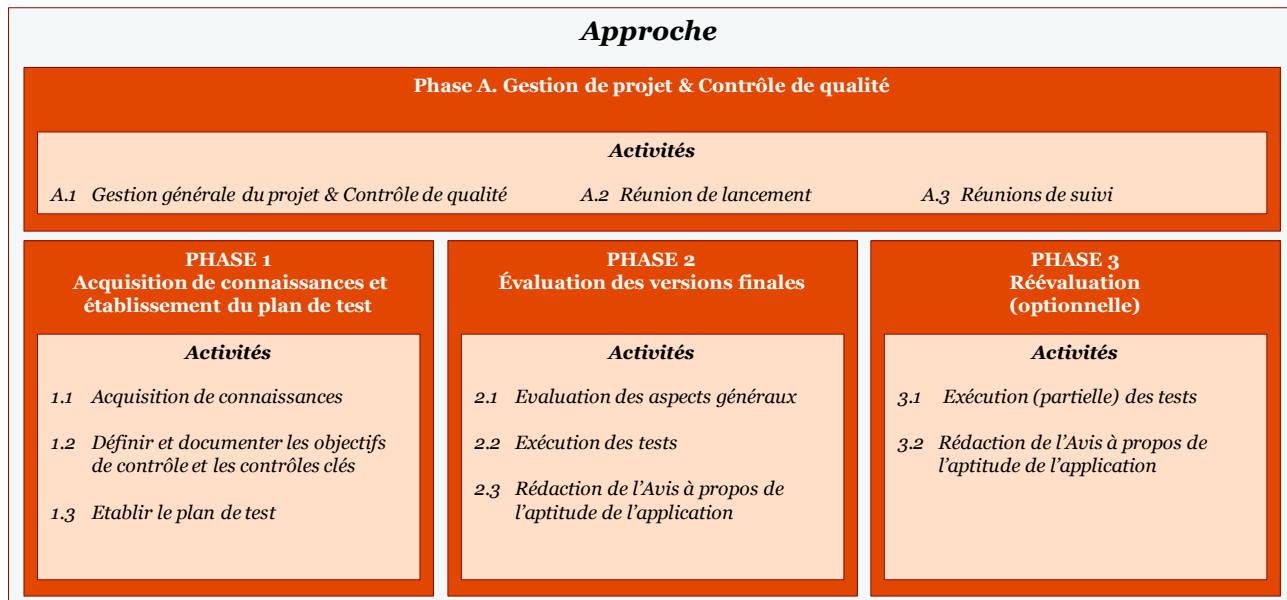 Approche
Phase A. Gestion de projet & Contrôle de qualité
Activités
A.1 Gestion générale du projet & Contrôle de qualité
A.2 Réunion de lancement
A.3 Réunions de suivi
PHASE 1
Acquisition de connaissances et
établissement du plan de test
Activités
1.1 Acquisition de connaissances
1.2 Définir et documenter les objectifs
de contrôle et les contrôles clés
1.3 Etablir le plan de test
PHASE 2
Évaluation des versions finales
Activités
2.1 Evaluation des aspects généraux
2.2 Exécution des tests
2.3 Rédaction de l'Avis à propos de
l'aptitude de l'application
PHASE 3
Réévaluation
(optionnelle)
Activités
3.1 Exécution (partielle) des tests
3.2 Rédaction de l'Avis à propos de
l'aptitude de l'application